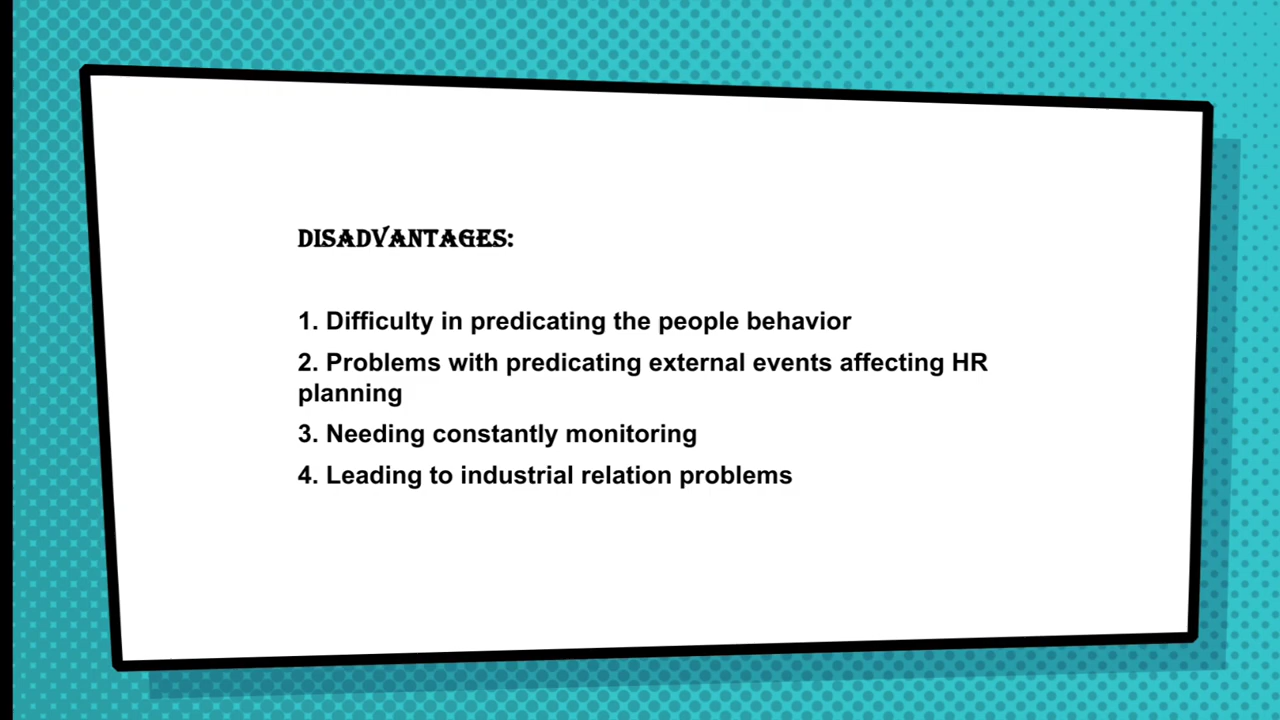 DISADVANTAGES:
1. Difficulty in predicating the people behavior
2. Problems with predicating external events affecting HR
planning
3. Needing constantly monitoring
4. Leading to industrial relation problems